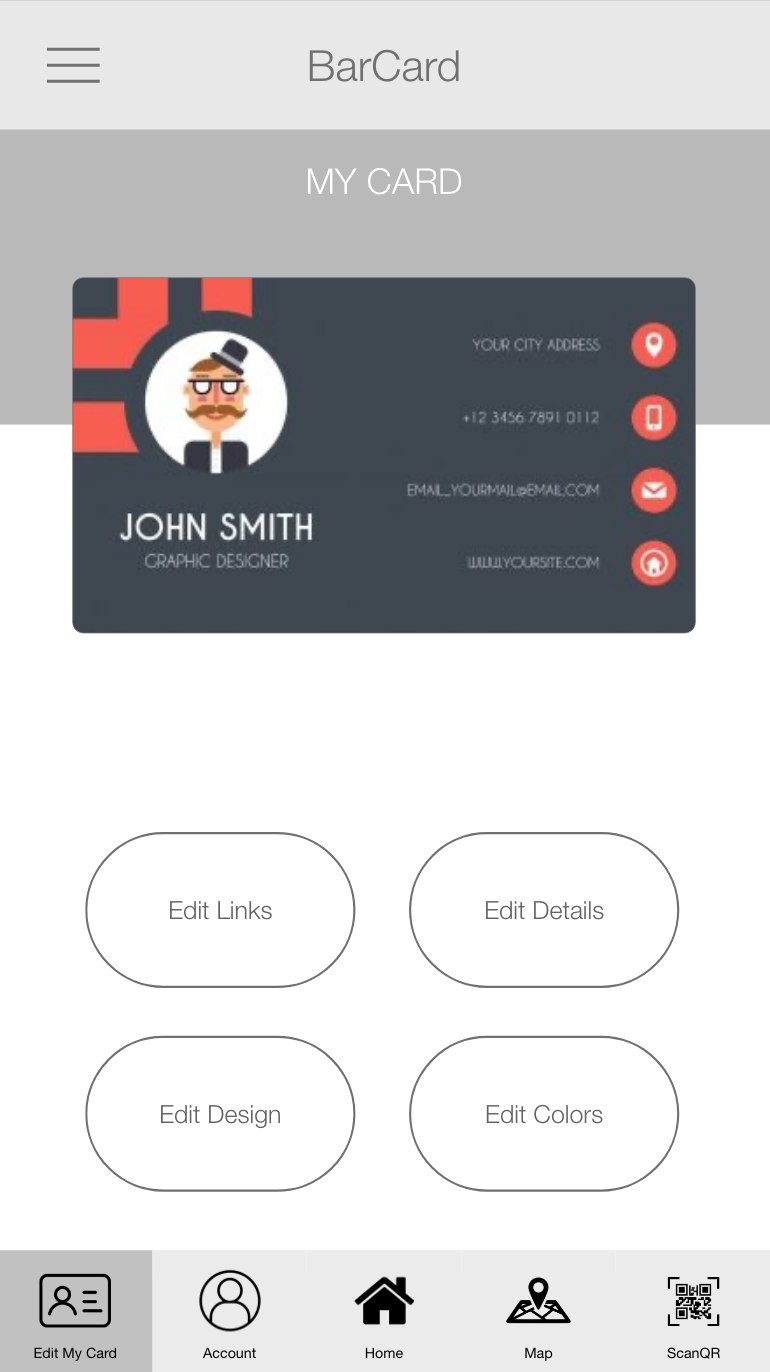 BarCard
MY CARD
YOUR CITY ADDRESS
+12 3456 7891 0112
EMAIL_YOURMAIL@EMAIL.COM
JOHN SMITH
GRAPHIC DESIGNER
WWW.YOURSITE.COM
Edit Links
Edit Details
Edit Design
Edit Colors
Edit My Card
Account
Home
Map
ScanQR